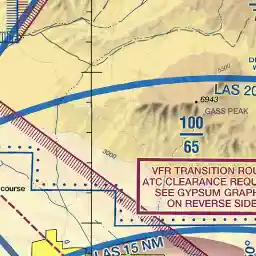 LAS 20
6943
GASS PEAK
100
65
VFR TRANSITION ROU
ATC CLEARANCE REQU
SEE GYPSUM GRAPH
ON REVERSE SIDE
course
LAS 15 NM
3000